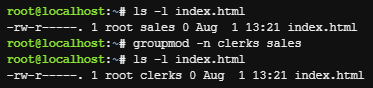 root@localhost:~# ls -l index.html
-rw-r-----. 1 root sales 0 Aug  1 13:21 index.html
root@localhost:~# groupmod -n clerks sales
root@localhost:~# ls -l index.html
-rw-r-----. 1 root clerks 0 Aug  1 13:21 index.html